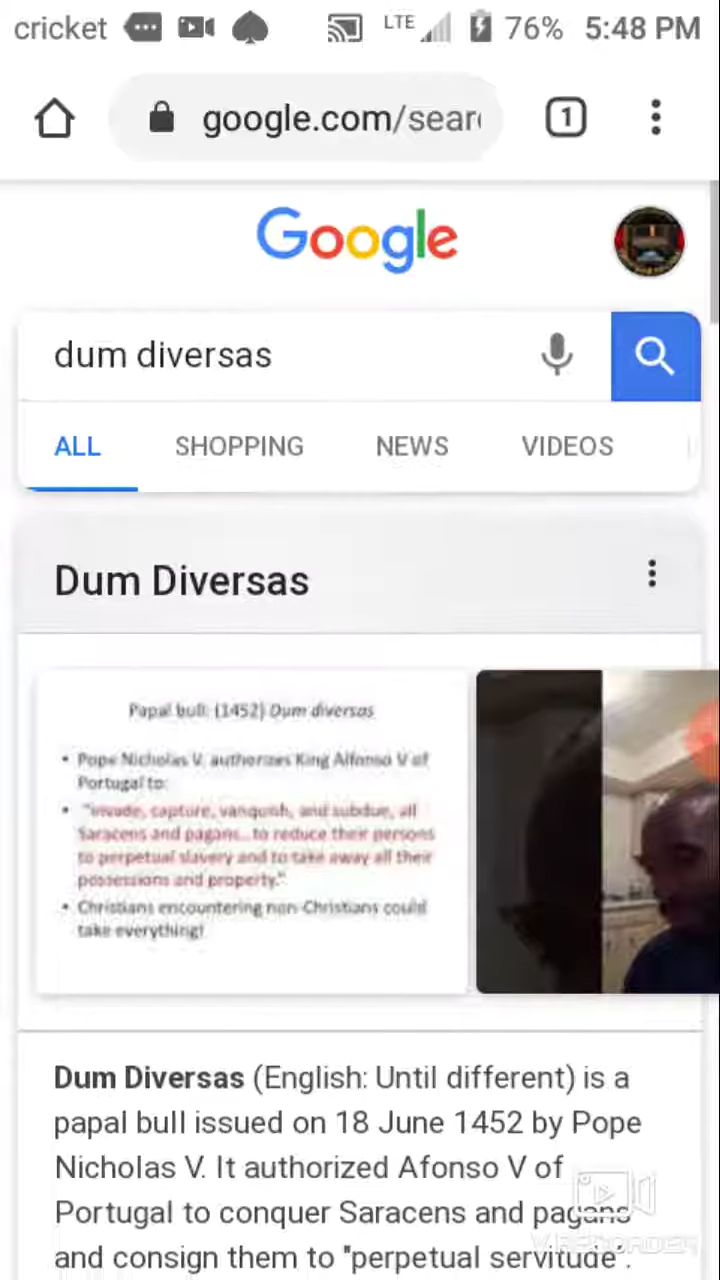 cricket LTE 76% 5:48 PM
google.com/sear
1
Google
dum diversas
ALL SHOPPING NEWS VIDEOS
Dum Diversas
Papal bull: (1452) Dum diversas
• Pope Nicholas V. authorizes King Alfonso V of
Portugal to:
• "invade, capture, vanquish, and subdue, all
Saracens and pagans.. to reduce their persons
to perpetual slavery and to take away all their
possessions and property."
• Christians encountering non-Christians could
take everything!
Dum Diversas (English: Until different) is a
papal bull issued on 18 June 1452 by Pope
Nicholas V. It authorized Afonso V of
Portugal to conquer Saracens and pagans
and consign them to "perpetual servitude".
V RECORDER